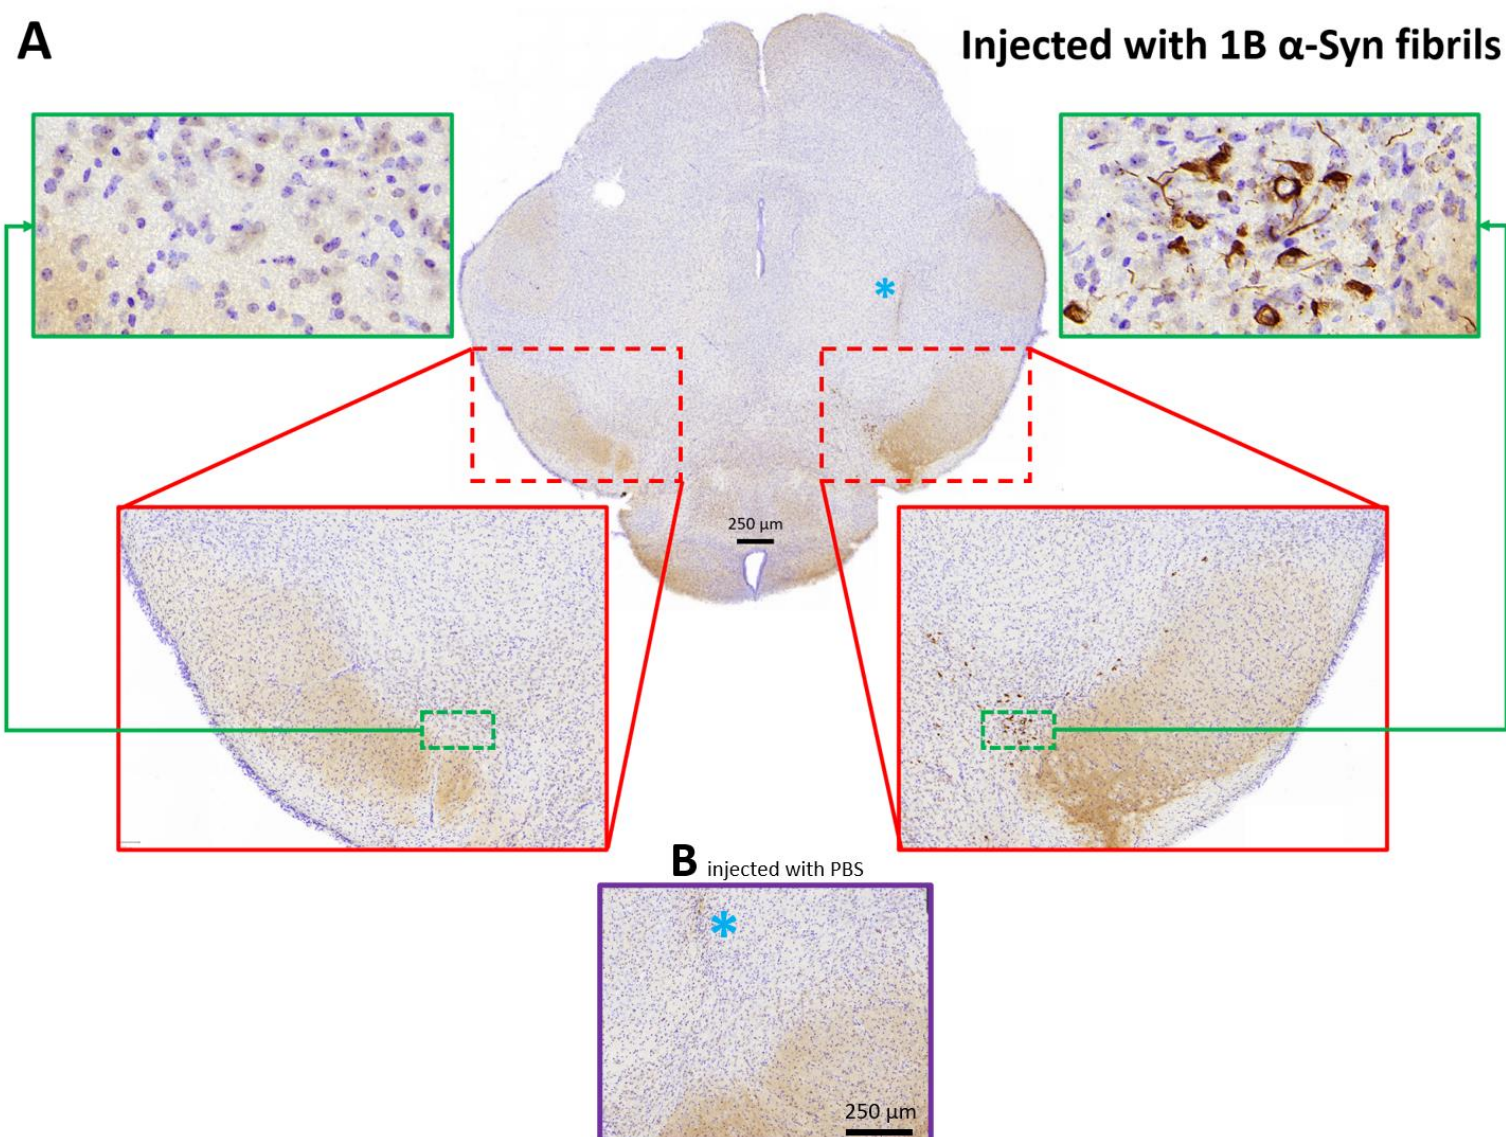 A
Injected with 1B α-Syn fibrils
*
250 µm
B injected with PBS
*
250 µm